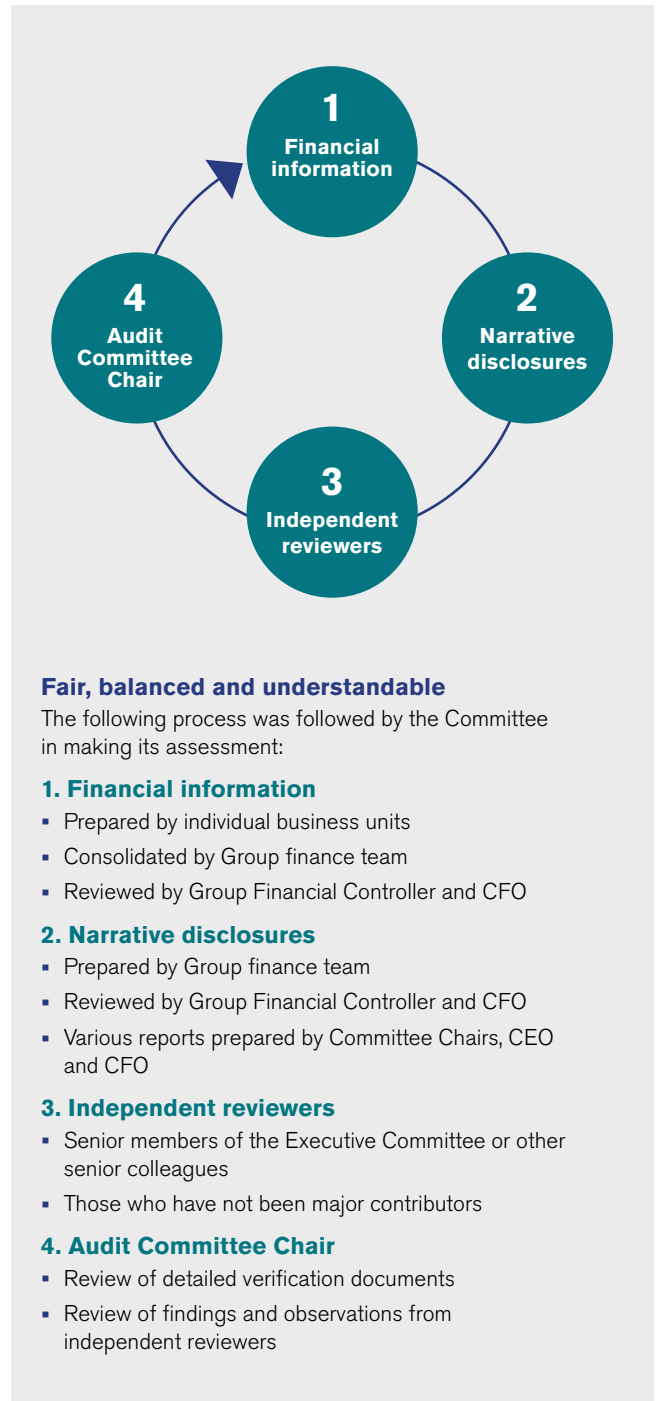 1
Financial
information
2
Narrative
disclosures
3
Independent
reviewers
4
Audit
Committee
Chair
Fair, balanced and understandable
The following process was followed by the Committee
in making its assessment:
1. Financial information
▪ Prepared by individual business units
▪ Consolidated by Group finance team
▪ Reviewed by Group Financial Controller and CFO
2. Narrative disclosures
▪ Prepared by Group finance team
▪ Reviewed by Group Financial Controller and CFO
▪ Various reports prepared by Committee Chairs, CEO
and CFO
3. Independent reviewers
▪ Senior members of the Executive Committee or other
senior colleagues
▪ Those who have not been major contributors
4. Audit Committee Chair
▪ Review of detailed verification documents
▪ Review of findings and observations from
independent reviewers